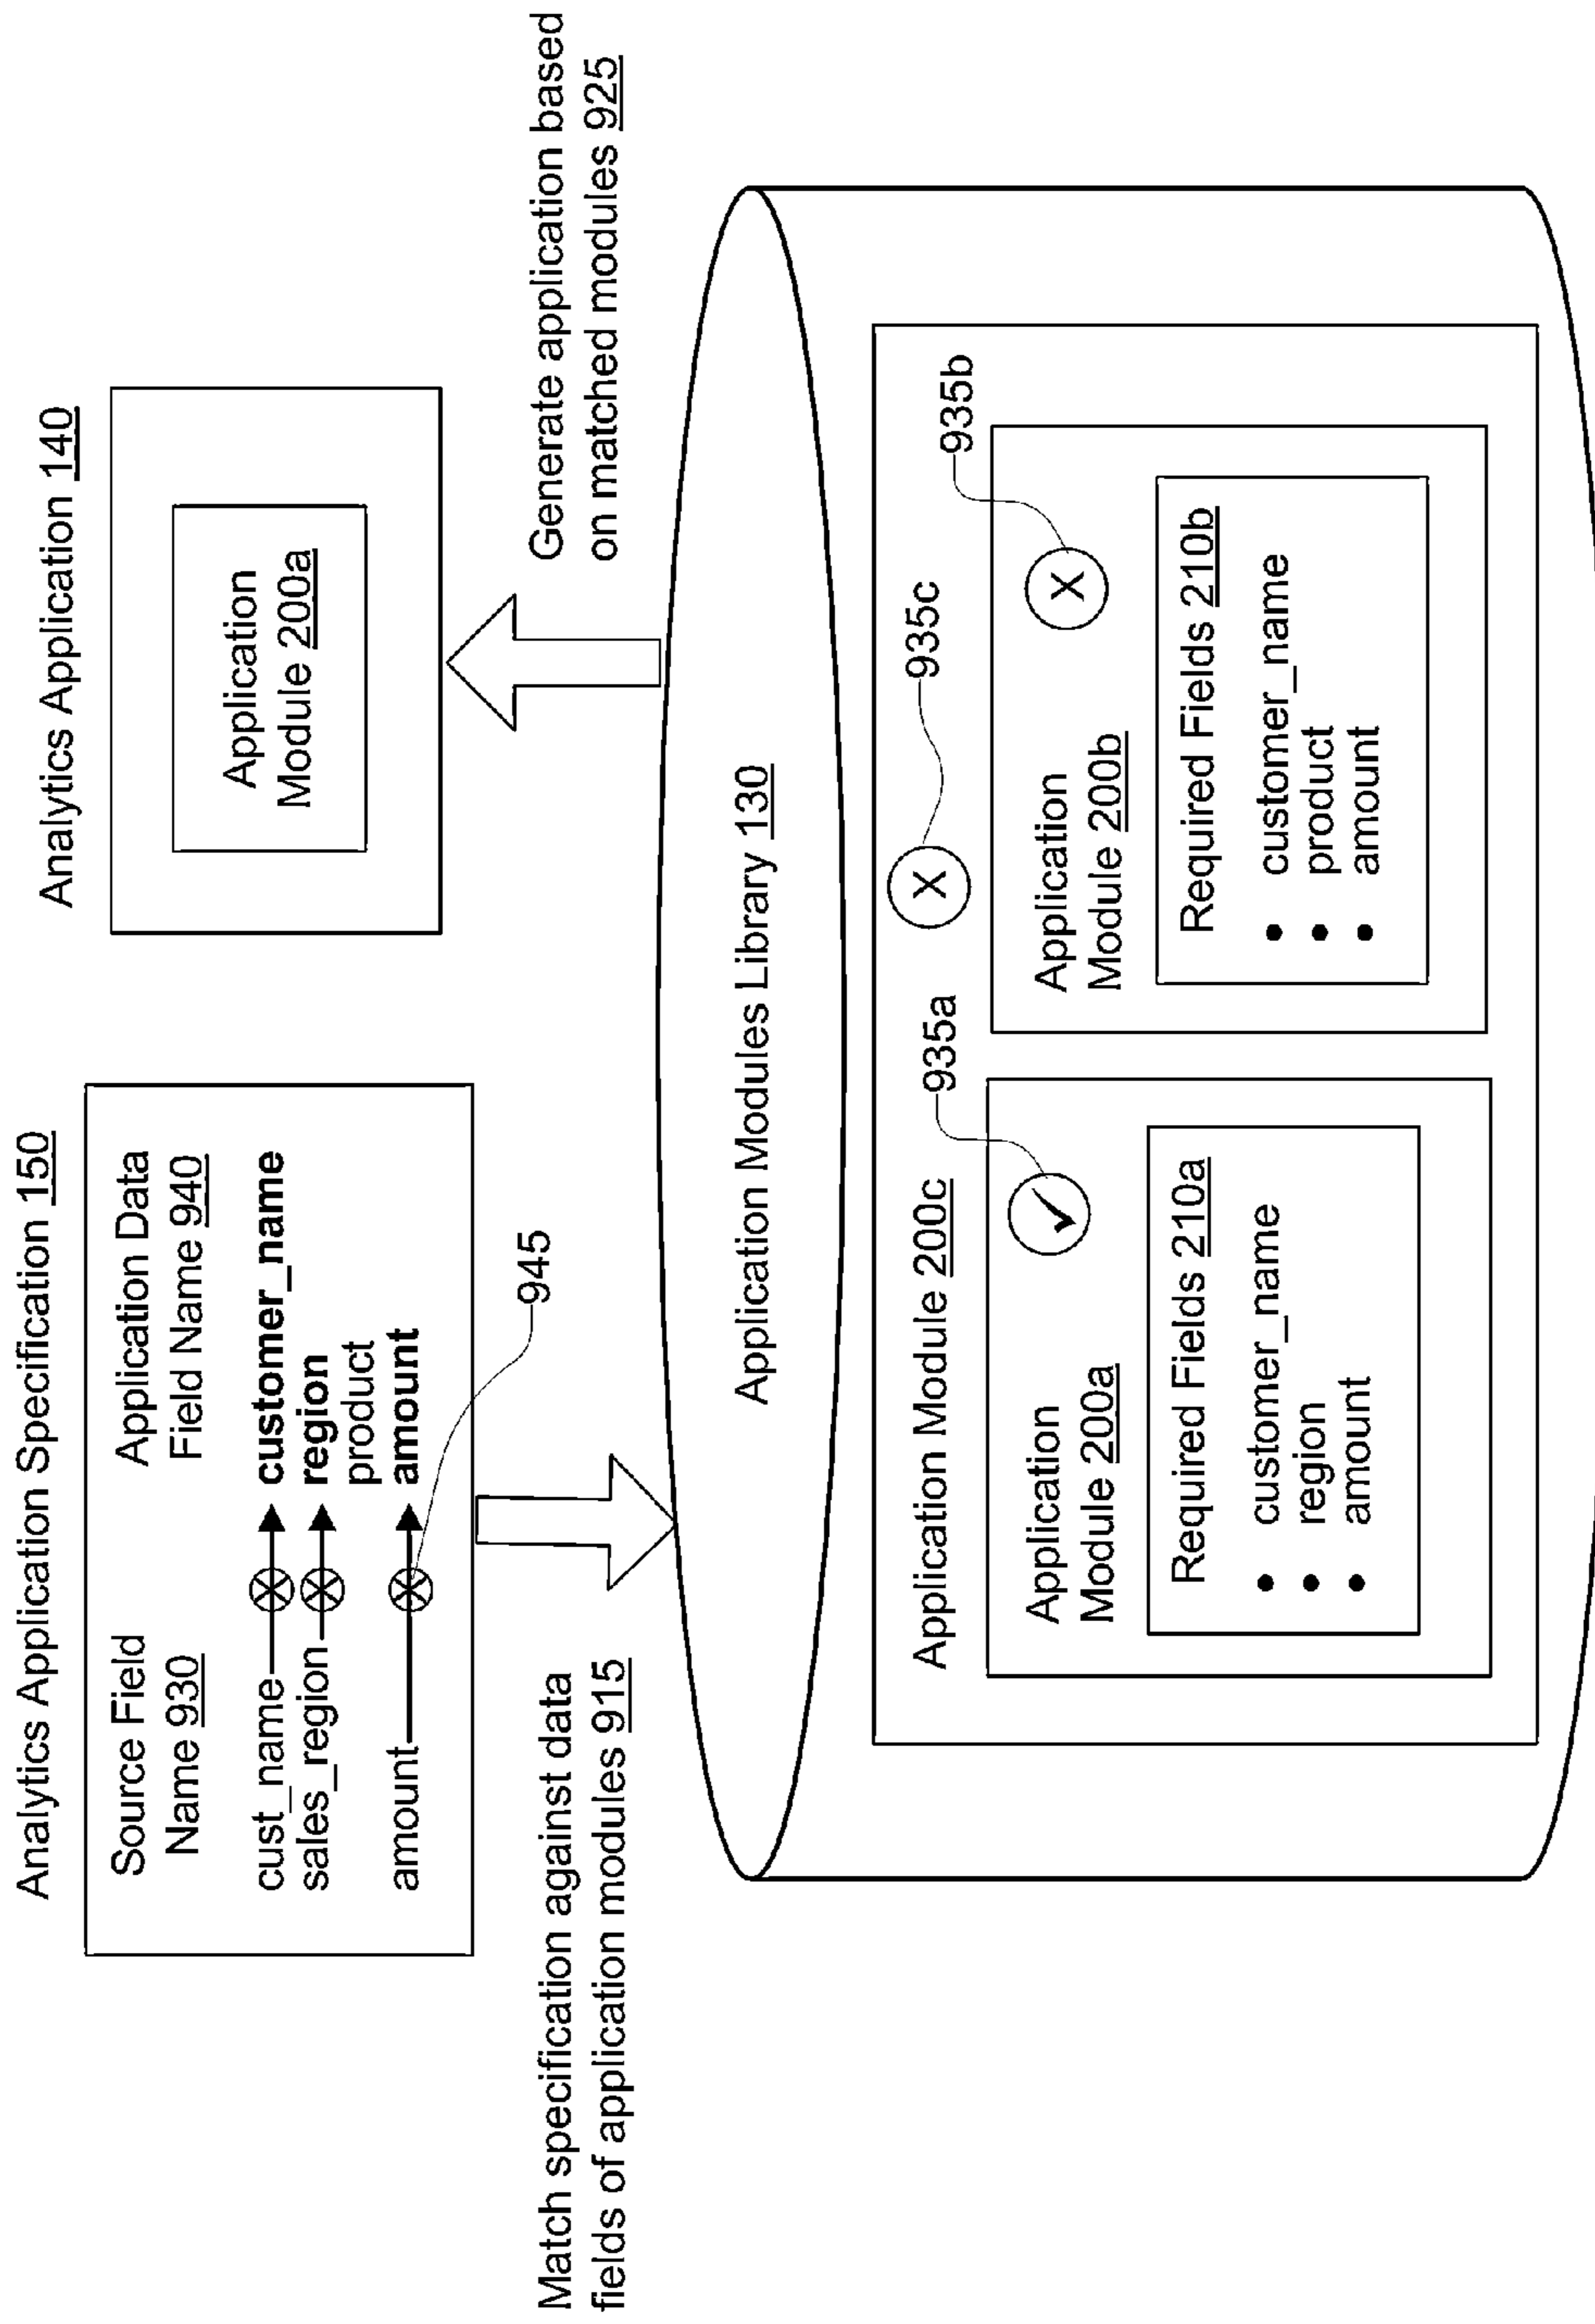 Analytics Application Specification 150
Source Field
Name 930
Application Data
Field Name 940
cust_name
customer_name
sales_region
region
product
amount
amount
945
Analytics Application 140
Application
Module 200a
Match specification against data
fields of application modules 915
Generate application based
on matched modules 925
Application Modules Library 130
Application Module 200c
935a
X
935c
Application
Module 200a
Required Fields 210a
• customer_name
• region
• amount
935b
Application
Module 200b
X
Required Fields 210b
• customer_name
• product
• amount